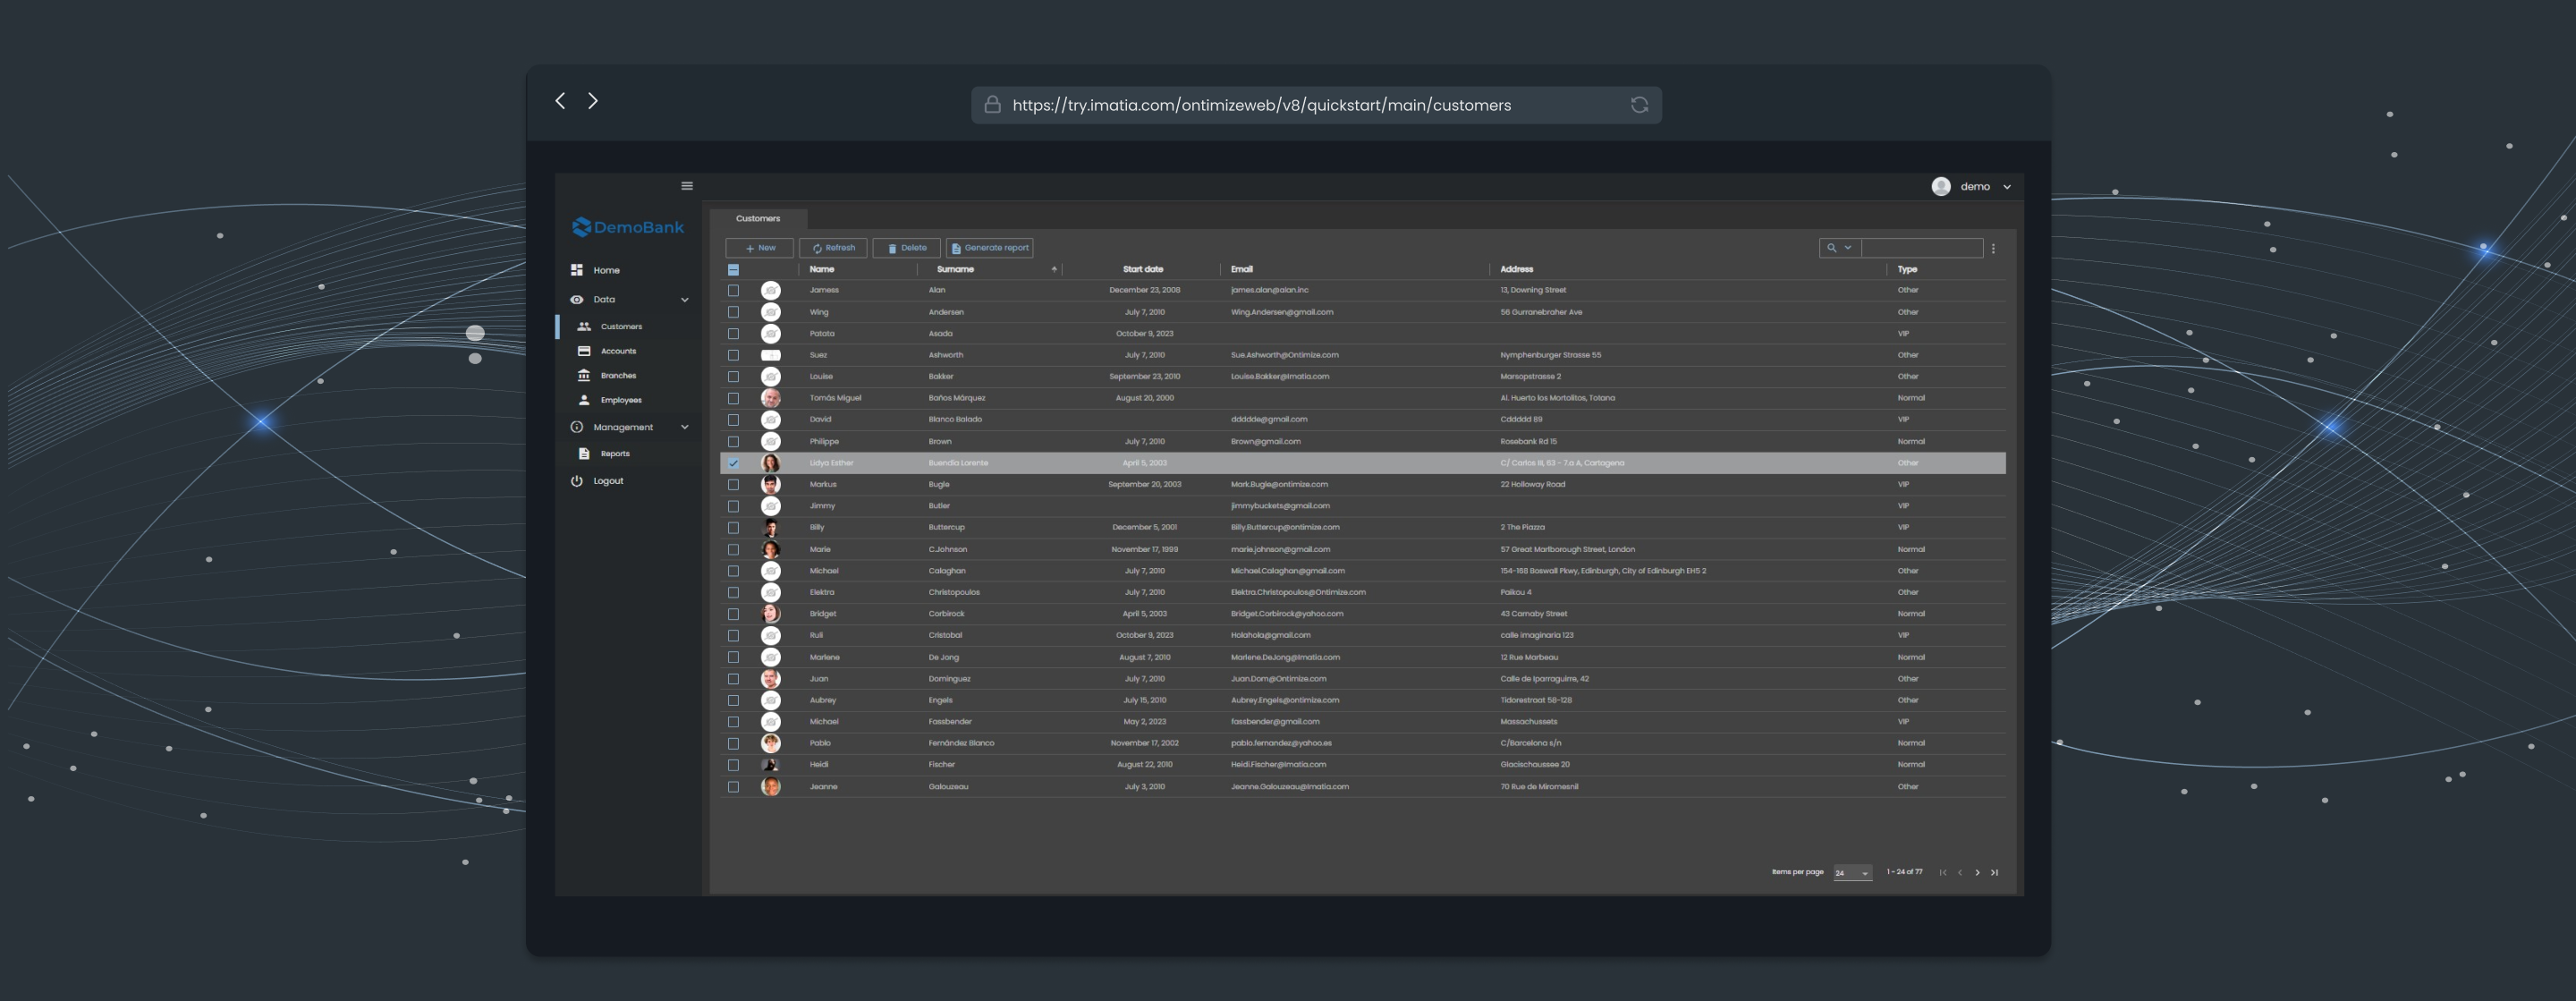 https://try.imatia.com/ontimizeweb/v8/quickstart/main/customers
demo
DemoBank
Home
Data
Customers
Accounts
Branches
Employees
Management
Reports
Logout
Customers
New Refresh Delete Generate report
Name Surname Start date Email Address Type
Jamess Alan December 23, 2008 james.alan@alan.inc 13, Downing Street Other
Wing Andersen July 7, 2010 Wing.Andersen@gmail.com 56 Gurranebraher Ave Other
Patata Asada October 9, 2023 VIP
Suez Ashworth July 7, 2010 Sue.Ashworth@Ontimize.com Nymphenburger Strasse 55 Other
Louise Bakker September 23, 2010 Louise.Bakker@Imatia.com Marsopstrasse 2 Other
Tomás Miguel Baños Márquez August 20, 2000 Al. Huerto los Mortolitos, Totana Normal
David Blanco Balado dddddde@gmail.com Cddddd 89 VIP
Philippe Brown July 7, 2010 Brown@gmail.com Rosebank Rd 15 Normal
Lidya Esther Buendía Lorente April 5, 2003 C/ Carlos III, 63 - 7.o A, Cartagena Other
Markus Bugle September 20, 2003 Mark.Bugle@ontimize.com 22 Holloway Road VIP
Jimmy Butler jimmybuckets@gmail.com VIP
Billy Buttercup December 5, 2001 Billy.Buttercup@ontimize.com 2 The Piazza VIP
Marie C.Johnson November 17, 1999 marie.johnson@gmail.com 57 Great Marlborough Street, London Normal
Michael Calaghan July 7, 2010 Michael.Calaghan@gmail.com 154-168 Boswall Pkwy, Edinburgh, City of Edinburgh EH5 2 Other
Elektra Christopoulos July 7, 2010 Elektra.Christopoulos@Ontimize.com Paikou 4 Other
Bridget Corbirock April 5, 2003 Bridget.Corbirock@yahoo.com 43 Carnaby Street Normal
Ruli Cristobal October 9, 2023 Holahola@gmail.com calle imaginaria 123 VIP
Marlene De Jong August 7, 2010 Marlene.DeJong@Imatia.com 12 Rue Marbeau Normal
Juan Dominguez July 7, 2010 Juan.Dom@Ontimize.com Calle de Iparraguirre, 42 Other
Aubrey Engels July 15, 2010 Aubrey.Engels@ontimize.com Tidorestraat 58-128 Other
Michael Fassbender May 2, 2023 fassbender@gmail.com Massachussets VIP
Pablo Fernández Blanco November 17, 2002 pablo.fernandez@yahoo.es C/Barcelona s/n Normal
Heidi Fischer August 22, 2010 Heidi.Fischer@Imatia.com Glacischaussee 20 Normal
Jeanne Galouzeau July 3, 2010 Jeanne.Galouzeau@Imatia.com 70 Rue de Miromesnil Other
Items per page 24 1 - 24 of 77